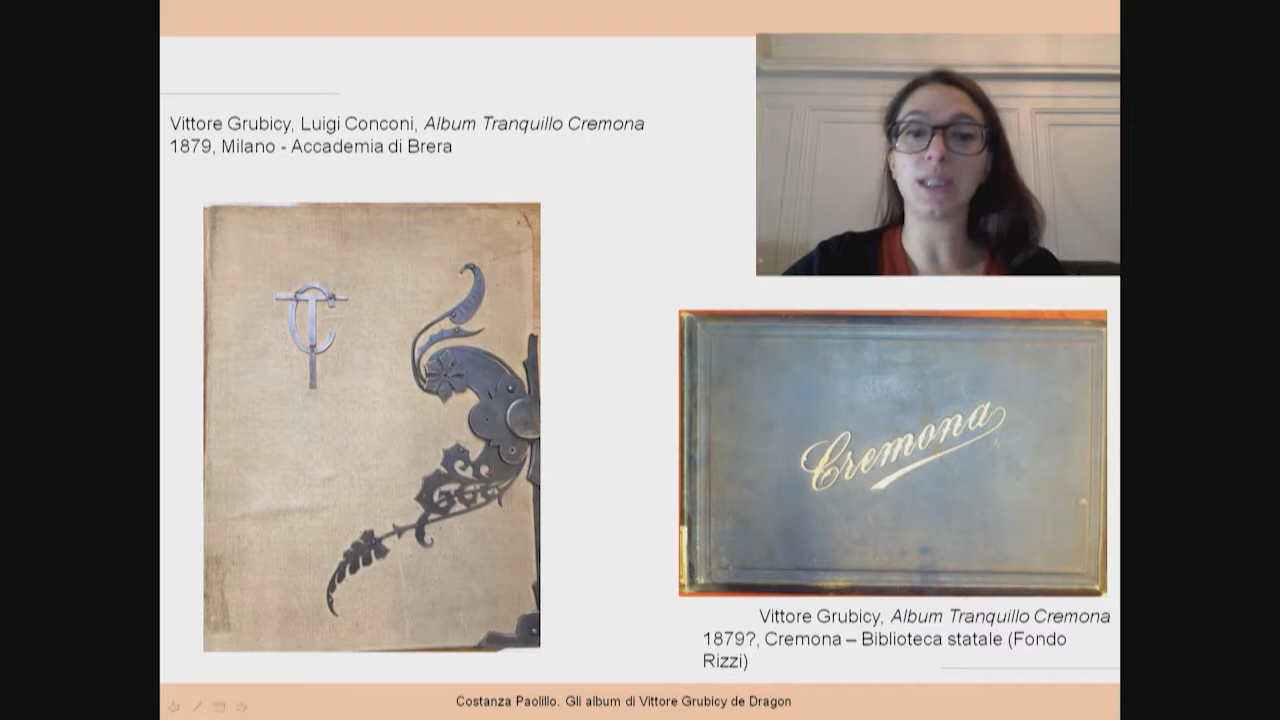 Vittore Grubicy, Luigi Conconi, Album Tranquillo Cremona
1879, Milano - Accademia di Brera
TC
Cremona
Vittore Grubicy, Album Tranquillo Cremona
1879?, Cremona – Biblioteca statale (Fondo
Rizzi)
Costanza Paolillo. Gli album di Vittore Grubicy de Dragon